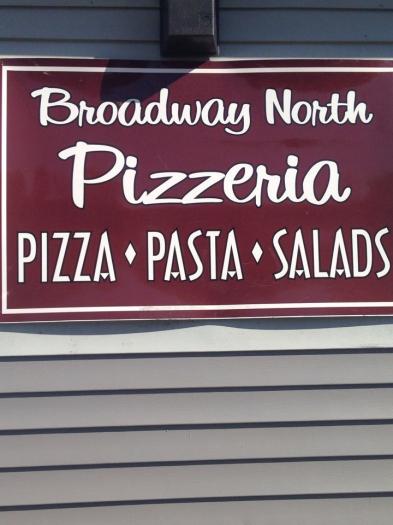 Broadway North
Pizzeria
PIZZA ♦ PASTA ♦ SALADS